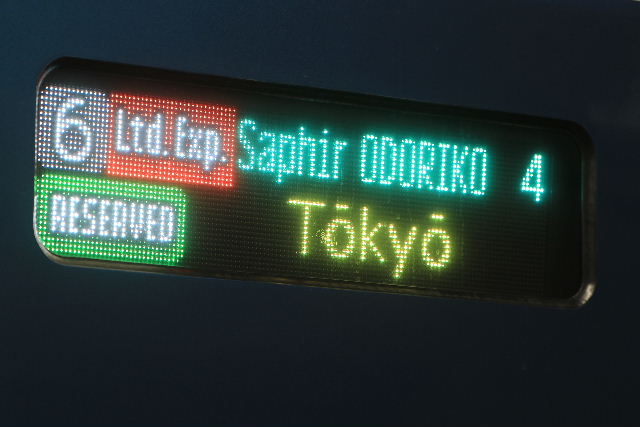 6 Ltd.Exp. Saphir ODORIKO 4
RESERVED Tōkyō